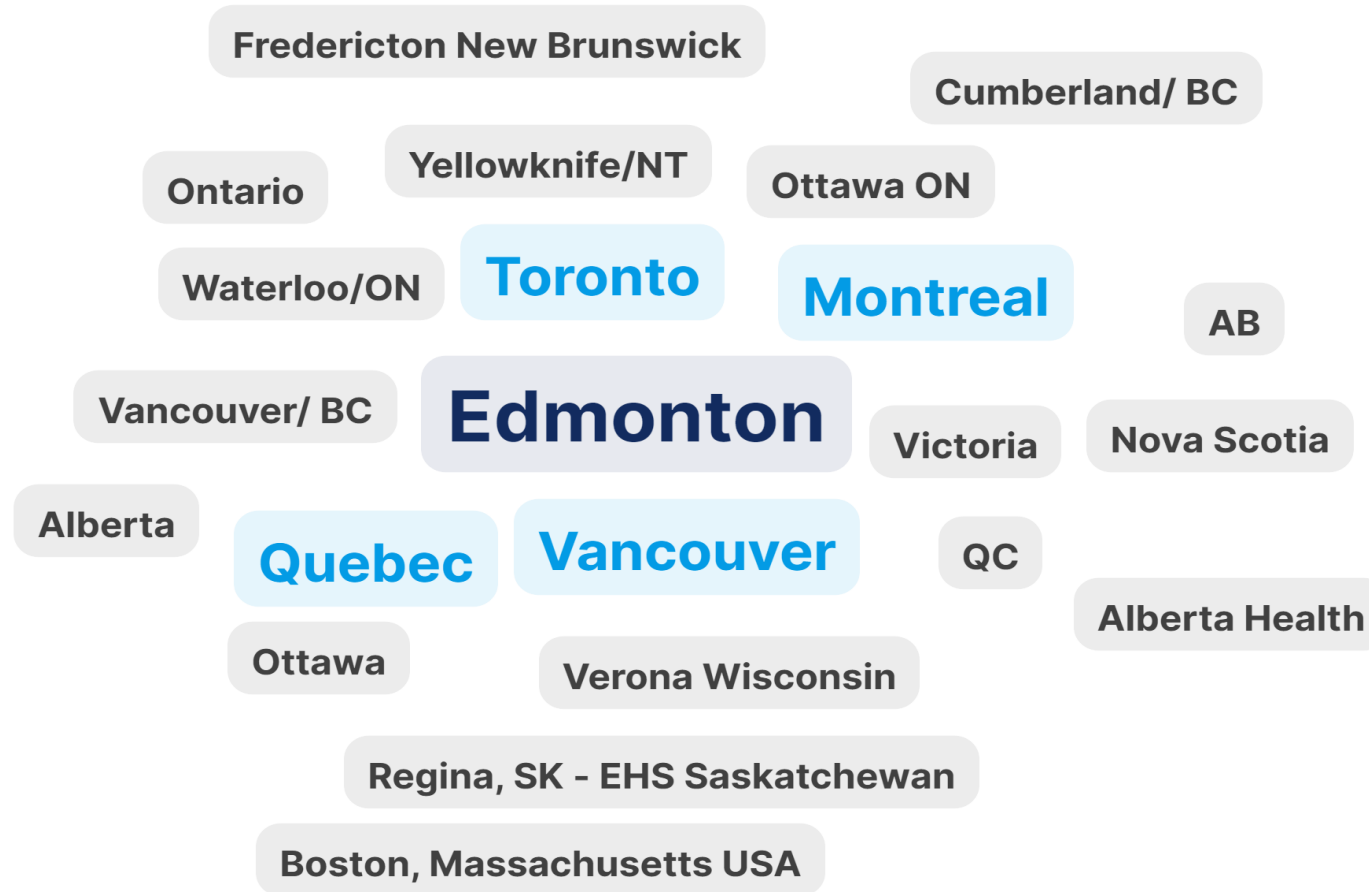 Fredericton New Brunswick
Cumberland/ BC
Yellowknife/NT
Ottawa ON
Ontario
Toronto
Waterloo/ON
Montreal
AB
Vancouver/ BC
Edmonton
Victoria
Nova Scotia
Alberta
Quebec
Vancouver
QC
Alberta Health
Ottawa
Verona Wisconsin
Regina, SK - EHS Saskatchewan
Boston, Massachusetts USA